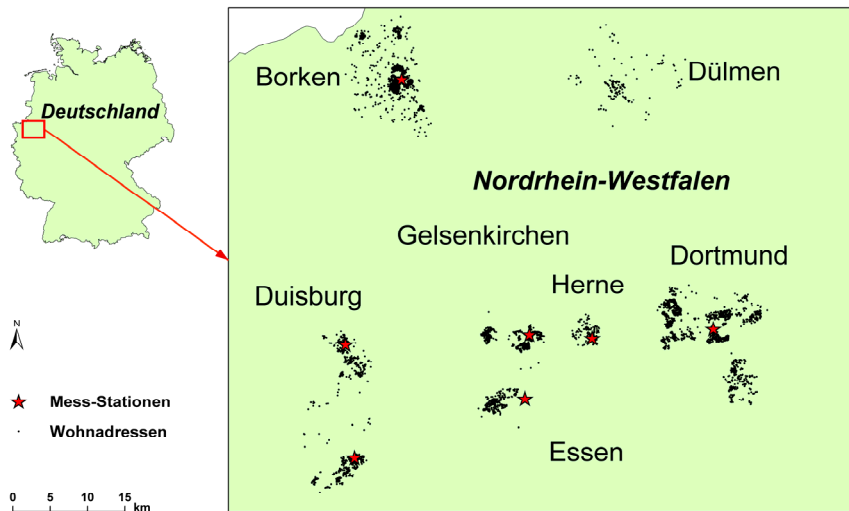 Deutschland
Borken
Dülmen
Nordrhein-Westfalen
Gelsenkirchen
Dortmund
Herne
Duisburg
N
Mess-Stationen
Wohnadressen
Essen
0 5 10 15
km